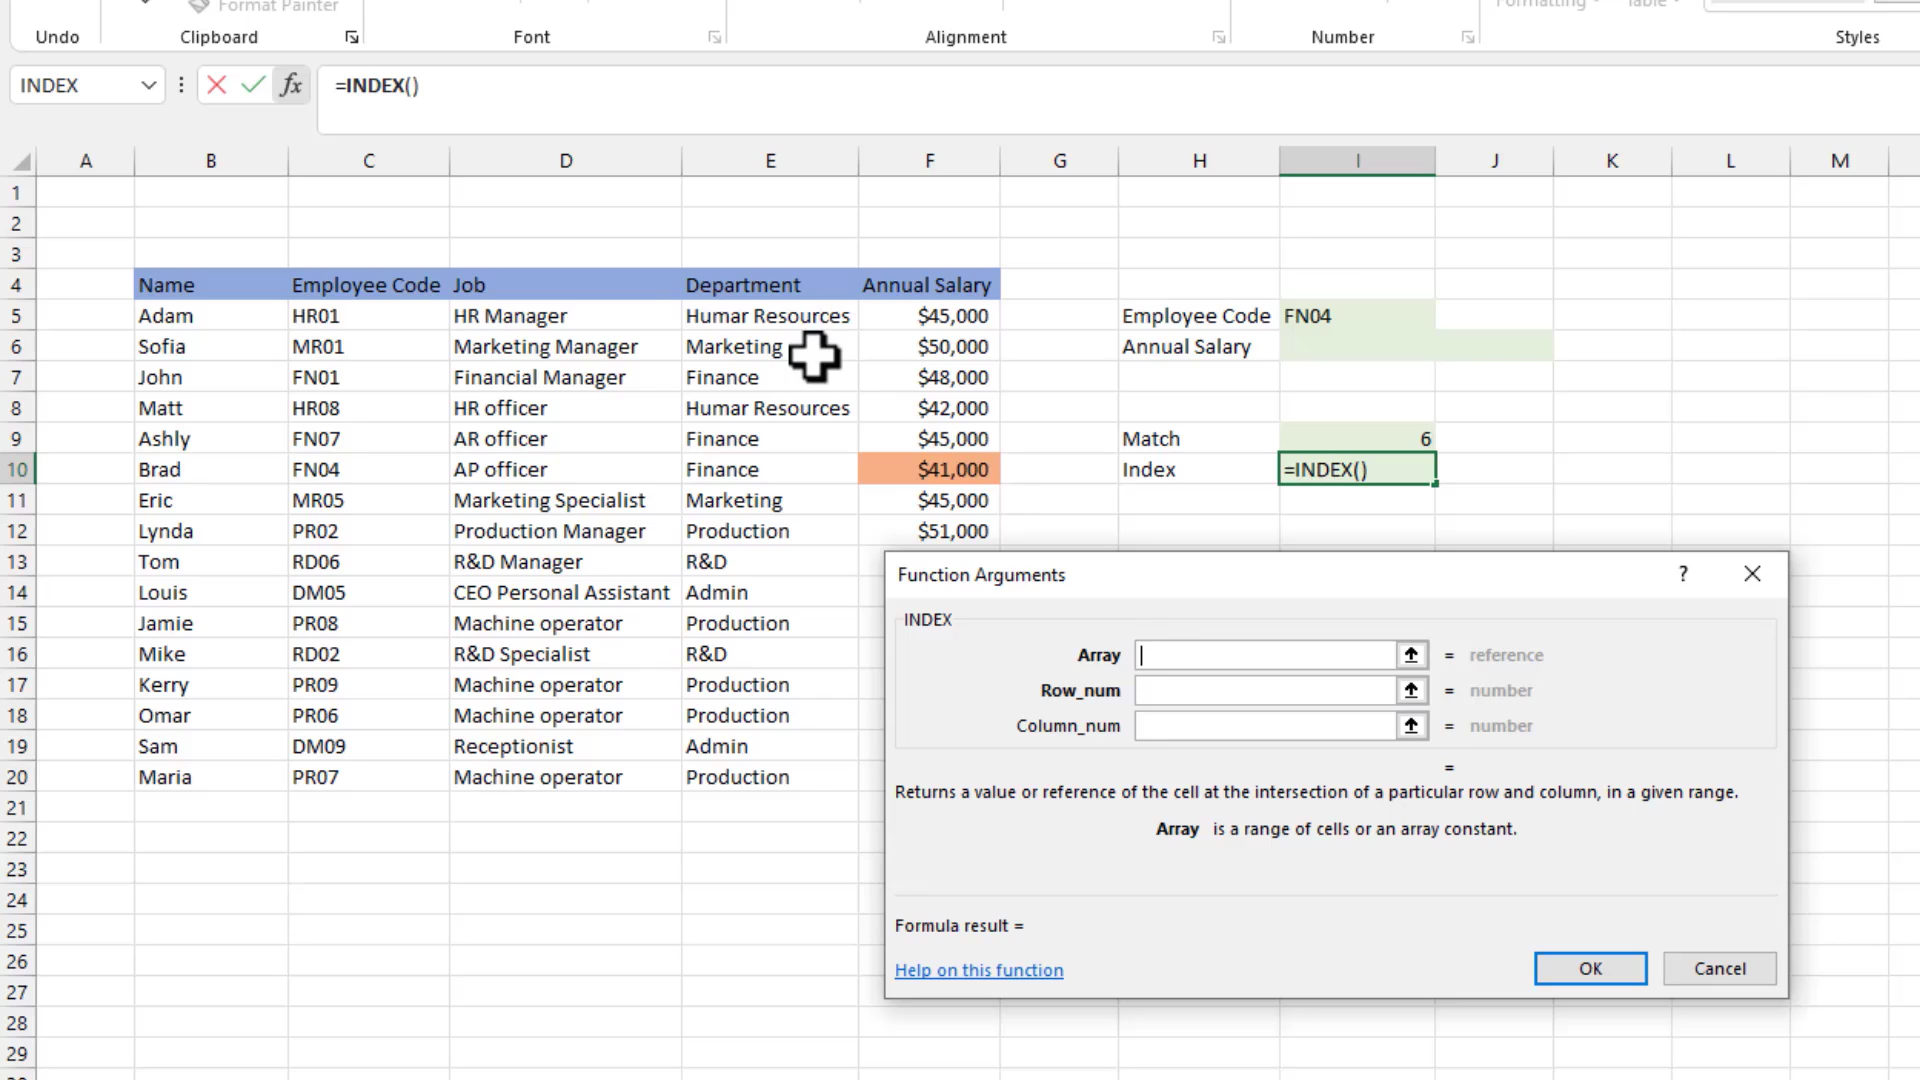 Format Painter
Formatting
Table
Undo
Clipboard
Font
Alignment
Number
Styles
INDEX
fx
=INDEX()
A B C D E F G H I J K L M
1
2
3
4 Name Employee Code Job Department Annual Salary
5 Adam HR01 HR Manager Humar Resources $45,000 Employee Code FN04
6 Sofia MR01 Marketing Manager Marketing $50,000 Annual Salary
7 John FN01 Financial Manager Finance $48,000
8 Matt HR08 HR officer Humar Resources $42,000
9 Ashly FN07 AR officer Finance $45,000 Match 6
10 Brad FN04 AP officer Finance $41,000 Index =INDEX()
11 Eric MR05 Marketing Specialist Marketing $45,000
12 Lynda PR02 Production Manager Production $51,000
13 Tom RD06 R&D Manager R&D
14 Louis DM05 CEO Personal Assistant Admin
15 Jamie PR08 Machine operator Production
16 Mike RD02 R&D Specialist R&D
17 Kerry PR09 Machine operator Production
18 Omar PR06 Machine operator Production
19 Sam DM09 Receptionist Admin
20 Maria PR07 Machine operator Production
21
22
23
24
25
26
27
28
29
Function Arguments ?
INDEX
Array = reference
Row_num = number
Column_num = number
=
Returns a value or reference of the cell at the intersection of a particular row and column, in a given range.
Array is a range of cells or an array constant.
Formula result =
Help on this function
OK
Cancel